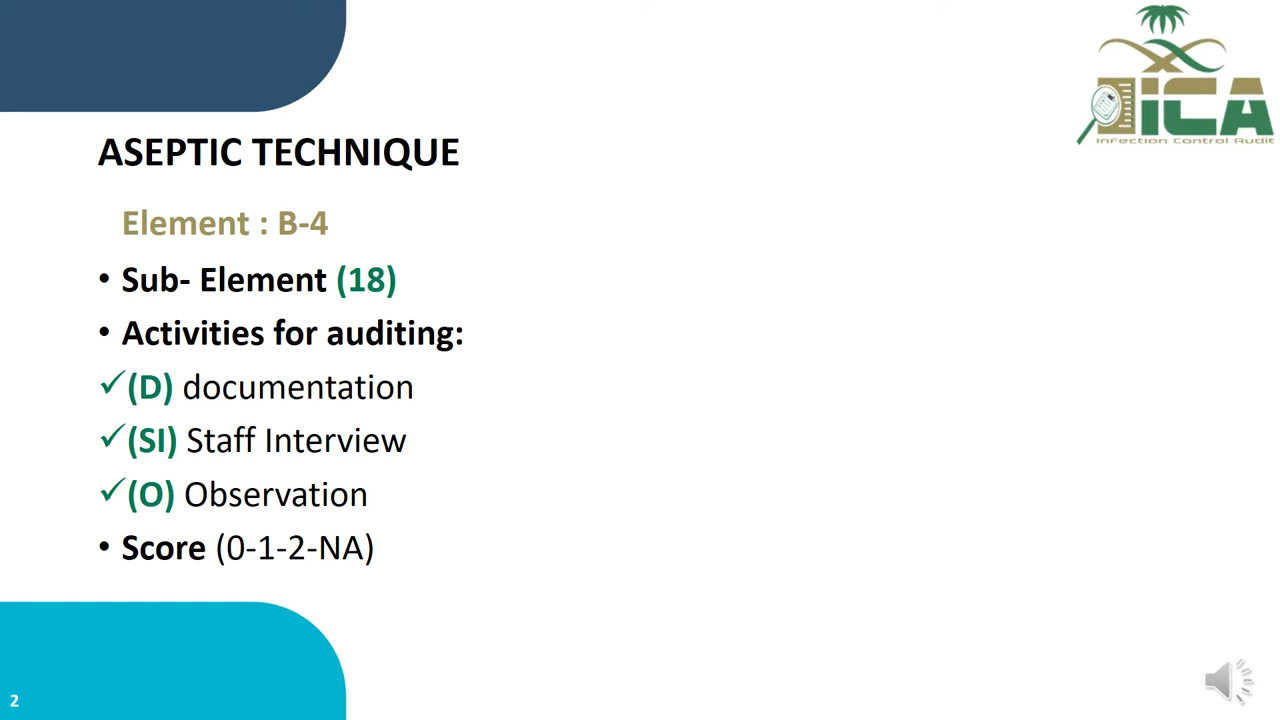 iCA
Infection Control Audit
ASEPTIC TECHNIQUE
Element : B-4
• Sub- Element (18)
• Activities for auditing:
✓(D) documentation
✓(SI) Staff Interview
✓(O) Observation
• Score (0-1-2-NA)
2